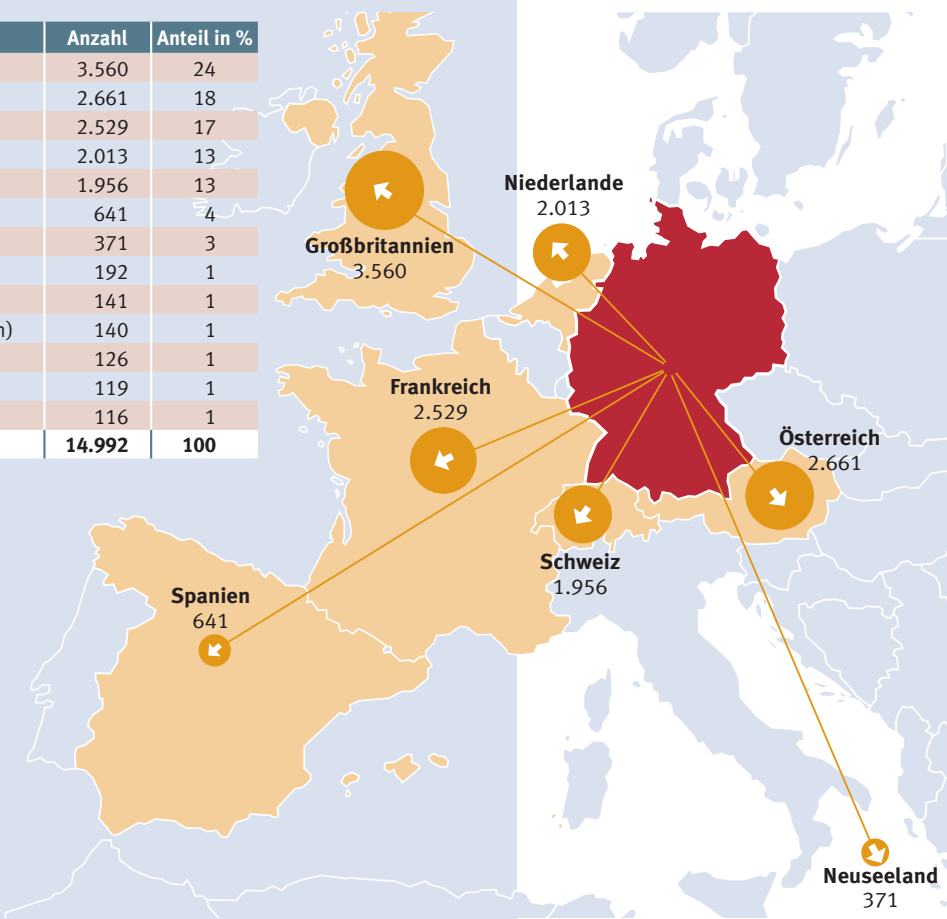 Anzahl Anteil in %
3.560 24
2.661 18
2.529 17
2.013 13
1.956 13
641 4
371 3
192 1
141 1
n) 140 1
126 1
119 1
116 1
14.992 100
Niederlande
2.013
Großbritannien
3.560
Frankreich
2.529
Österreich
2.661
Schweiz
1.956
Spanien
641
Neuseeland
371